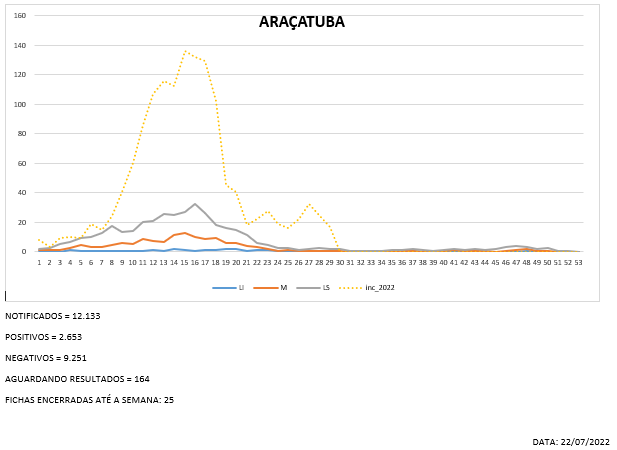 ARAÇATUBA
160
140
120
100
80
60
40
20
0
1 2 3 4 5 6 7 8 9 10 11 12 13 14 15 16 17 18 19 20 21 22 23 24 25 26 27 28 29 30 31 32 33 34 35 36 37 38 39 40 41 42 43 44 45 46 47 48 49 50 51 52 53
LI M LS inc_2022
NOTIFICADOS = 12.133
POSITIVOS = 2.653
NEGATIVOS = 9.251
AGUARDANDO RESULTADOS = 164
FICHAS ENCERRADAS ATÉ A SEMANA: 25
DATA: 22/07/2022